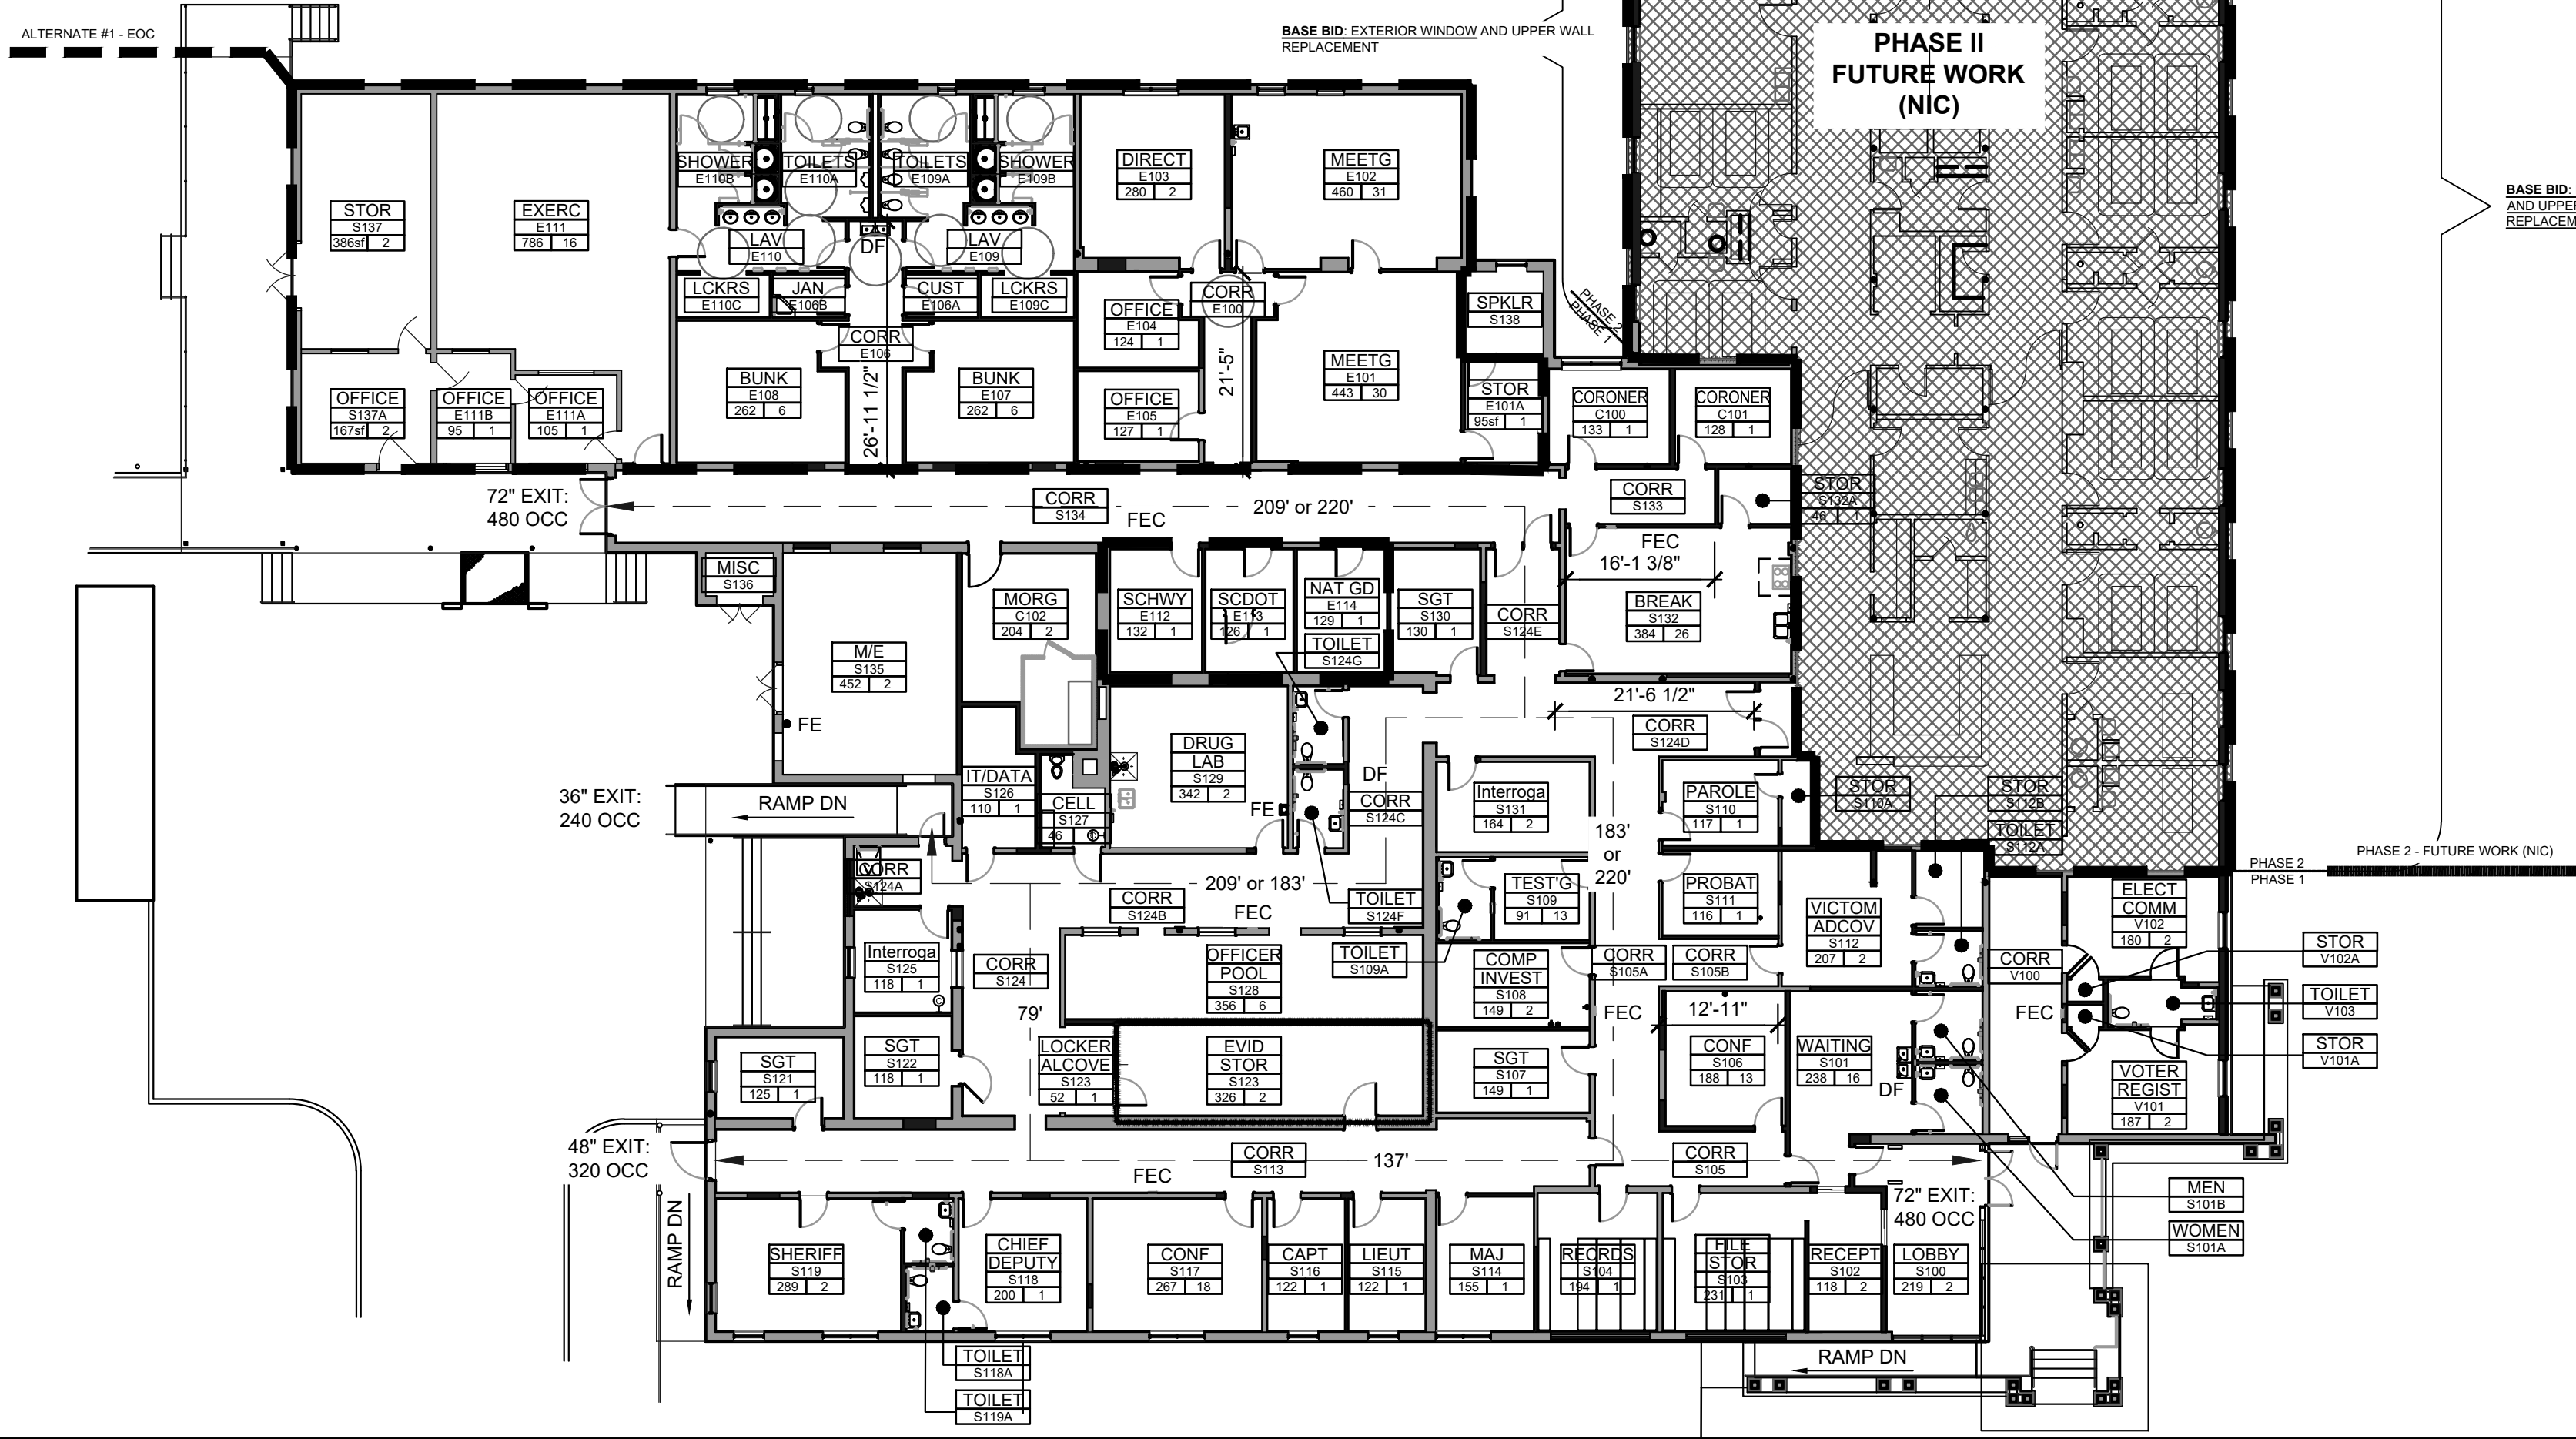 ALTERNATE #1 - EOC
BASE BID: EXTERIOR WINDOW AND UPPER WALL
REPLACEMENT
PHASE II
FUTURE WORK
(NIC)
BASE BID:
REPLACEM
STOR
S137
386sf 2
EXERC
E111
786 16
SHOWER
E110B
TOILETS
E110A
TOILETS
E109A
SHOWER
E109B
LAV
E110
DF
LAV
E109
DIRECT
E103
280 2
MEETG
E102
460 31
LCKRS
E110C
JAN
E106B
CUST
E106A
LCKRS
E109C
CORR
E106
CORR
E100
OFFICE
E104
124 1
SPKLR
S138
PHASE 2
PHASE 1
OFFICE
S137A
167sf 2
OFFICE
E111B
95 1
OFFICE
E111A
105 1
BUNK
E108
262 6
26'-11 1/2"
BUNK
E107
262 6
OFFICE
E105
127 1
21'-5"
MEETG
E101
443 30
STOR
E101A
95sf 1
CORONER
C100
133 1
CORONER
C101
128 1
72" EXIT:
480 OCC
CORR
S134
FEC
209' or 220'
CORR
S133
STOR
S132A
46 1
MISC
S136
M/E
S135
452 2
FE
MORG
C102
204 2
SCHWY
E112
132 1
SCDOT
E113
126 1
NAT GD
E114
129 1
TOILET
S124G
SGT
S130
130 1
CORR
S124E
FEC
16'-1 3/8"
BREAK
S132
384 26
21'-6 1/2"
CORR
S124D
36" EXIT:
240 OCC
RAMP DN
IT/DATA
S126
110 1
CELL
S127
46
DRUG
LAB
S129
342 2
FE
DF
CORR
S124C
Interroga
S131
164 2
183'
or
220'
PAROLE
S110
117 1
STOR
S110A
STOR
S112B
TOILET
S112A
PHASE 2
PHASE 1
PHASE 2 - FUTURE WORK (NIC)
CORR
S124A
209' or 183'
CORR
S124B
FEC
TOILET
S124F
TEST'G
S109
91 13
PROBAT
S111
116 1
VICTOM
ADCOV
S112
207 2
ELECT
COMM
V102
180 2
Interroga
S125
118 1
CORR
S124
OFFICER
POOL
S128
356 6
TOILET
S109A
COMP
INVEST
S108
149 2
CORR
S105A
CORR
S105B
CORR
V100
FEC
STOR
V102A
TOILET
V103
STOR
V101A
79'
FEC
12'-11"
SGT
S121
125 1
SGT
S122
118 1
LOCKER
ALCOVE
S123
52 1
EVID
STOR
S123
326 2
SGT
S107
149 1
CONF
S106
188 13
WAITING
S101
238 16
DF
VOTER
REGIST
V101
187 2
48" EXIT:
320 OCC
RAMP DN
FEC
CORR
S113
137'
CORR
S105
72" EXIT:
480 OCC
MEN
S101B
WOMEN
S101A
SHERIFF
S119
289 2
CHIEF
DEPUTY
S118
200 1
CONF
S117
267 18
CAPT
S116
122 1
LIEUT
S115
122 1
MAJ
S114
155 1
RECRDS
S104
194 1
FILE
STOR
S103
231 1
RECEPT
S102
118 2
LOBBY
S100
219 2
RAMP DN
TOILET
S118A
TOILET
S119A